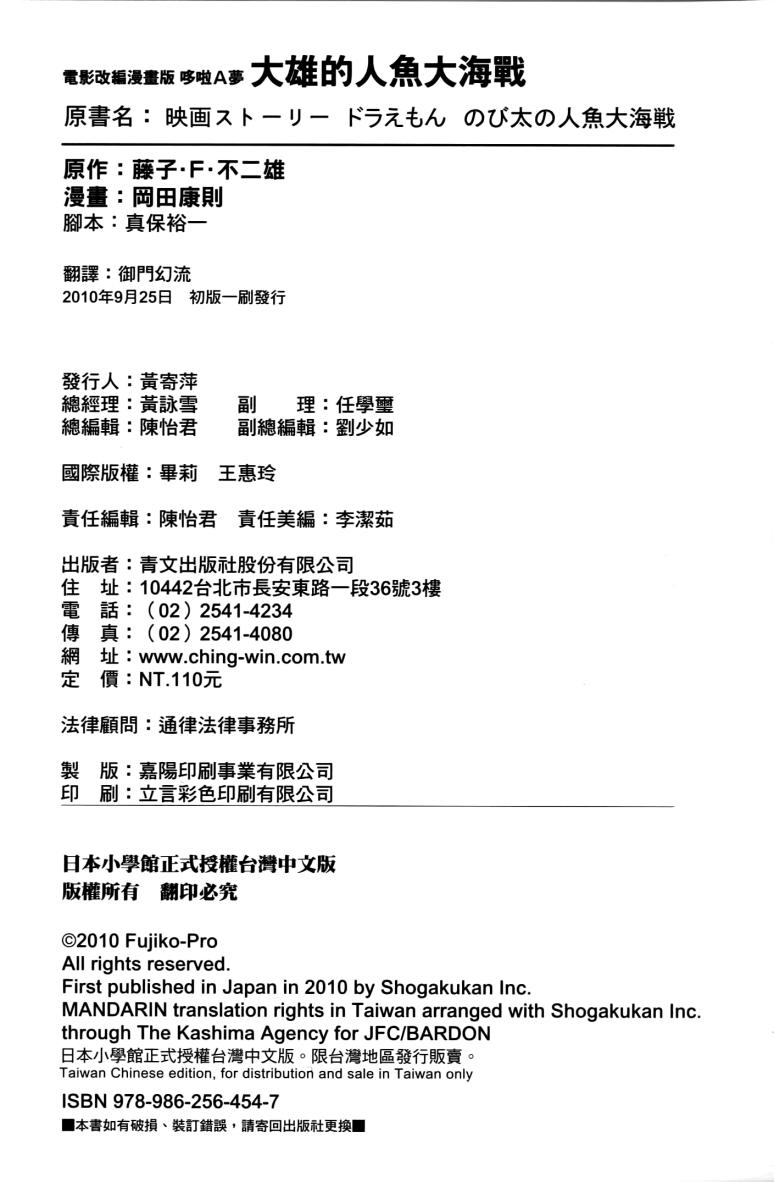 電影改編漫畫版 哆啦A夢 大雄的人魚大海戰
原書名：映画ストーリー ドラえもん のび太の人魚大海戦
原作：藤子·F·不二雄
漫畫：岡田康則
腳本：真保裕一
翻譯：御門幻流
2010年9月25日　初版一刷發行
發行人：黃寄萍
總經理：黃詠雪　　副　　理：任學璽
總編輯：陳怡君　　副總編輯：劉少如
國際版權：畢莉　王惠玲
責任編輯：陳怡君　責任美編：李潔茹
出版者：青文出版社股份有限公司
住　址：10442台北市長安東路一段36號3樓
電　話：（02）2541-4234
傳　真：（02）2541-4080
網　址：www.ching-win.com.tw
定　價：NT.110元
法律顧問：通律法律事務所
製　版：嘉陽印刷事業有限公司
印　刷：立言彩色印刷有限公司
日本小學館正式授權台灣中文版
版權所有　翻印必究
©2010 Fujiko-Pro
All rights reserved.
First published in Japan in 2010 by Shogakukan Inc.
MANDARIN translation rights in Taiwan arranged with Shogakukan Inc.
through The Kashima Agency for JFC/BARDON
日本小學館正式授權台灣中文版。限台灣地區發行販賣。
Taiwan Chinese edition, for distribution and sale in Taiwan only
ISBN 978-986-256-454-7
■本書如有破損、裝訂錯誤，請寄回出版社更換■